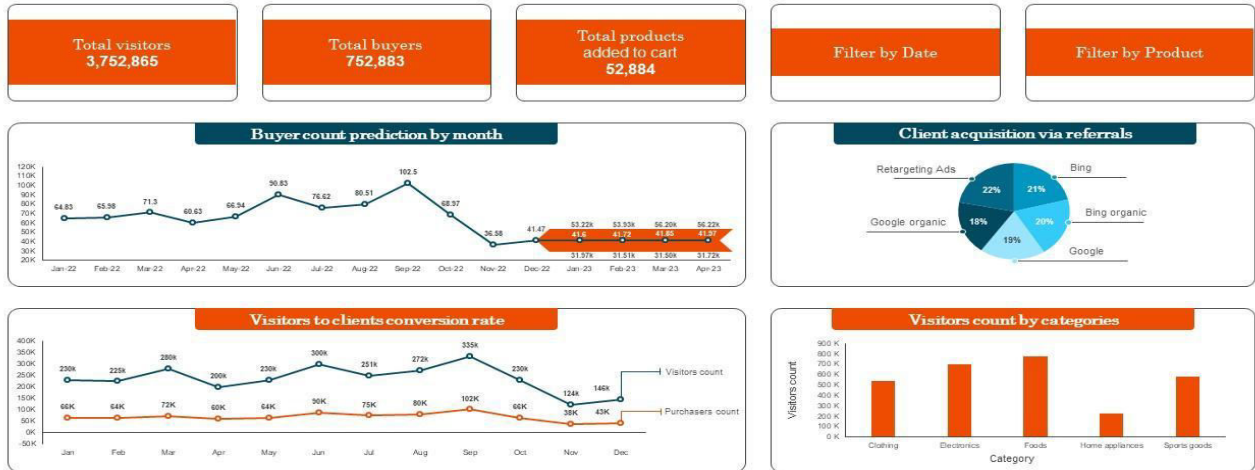 Total visitors
3,752,865
Total buyers
752,883
Total products
added to cart
52,884
Filter by Date
Filter by Product
Buyer count prediction by month
120K
110K
100K
90K
80K
70K
60K
50K
40K
30K
20K
64.83
65.98
71.3
60.63
66.94
90.83
76.62
80.51
102.5
68.97
36.58
41.47
53.22k
53.93k
56.20k
56.22k
41.6
41.72
41.85
41.97
31.97k
31.51k
31.50k
31.72k
Jan-22 Feb-22 Mar-22 Apr-22 May-22 Jun-22 Jul-22 Aug-22 Sep-22 Oct-22 Nov-22 Dec-22 Jan-23 Feb-23 Mar-23 Apr-23
Client acquisition via referrals
Retargeting Ads
Bing
22%
21%
Google organic
Bing organic
18%
20%
19%
Google
Visitors to clients conversion rate
400K
350K
300K
250K
200K
150K
100K
50K
0K
-50K
230k
225k
280k
200k
230k
300k
251k
272k
335k
230k
124k
146k
Visitors count
66K
64K
72K
60K
64K
90K
75K
80K
102K
66K
38K
43K
Purchasers count
Jan Feb Mar Apr May Jun Jul Aug Sep Oct Nov Dec
Visitors count by categories
Visitors count
900 K
800 K
700 K
600 K
500 K
400 K
300 K
200 K
100 K
0 K
Clothing Electronics Foods Home appliances Sports goods
Category